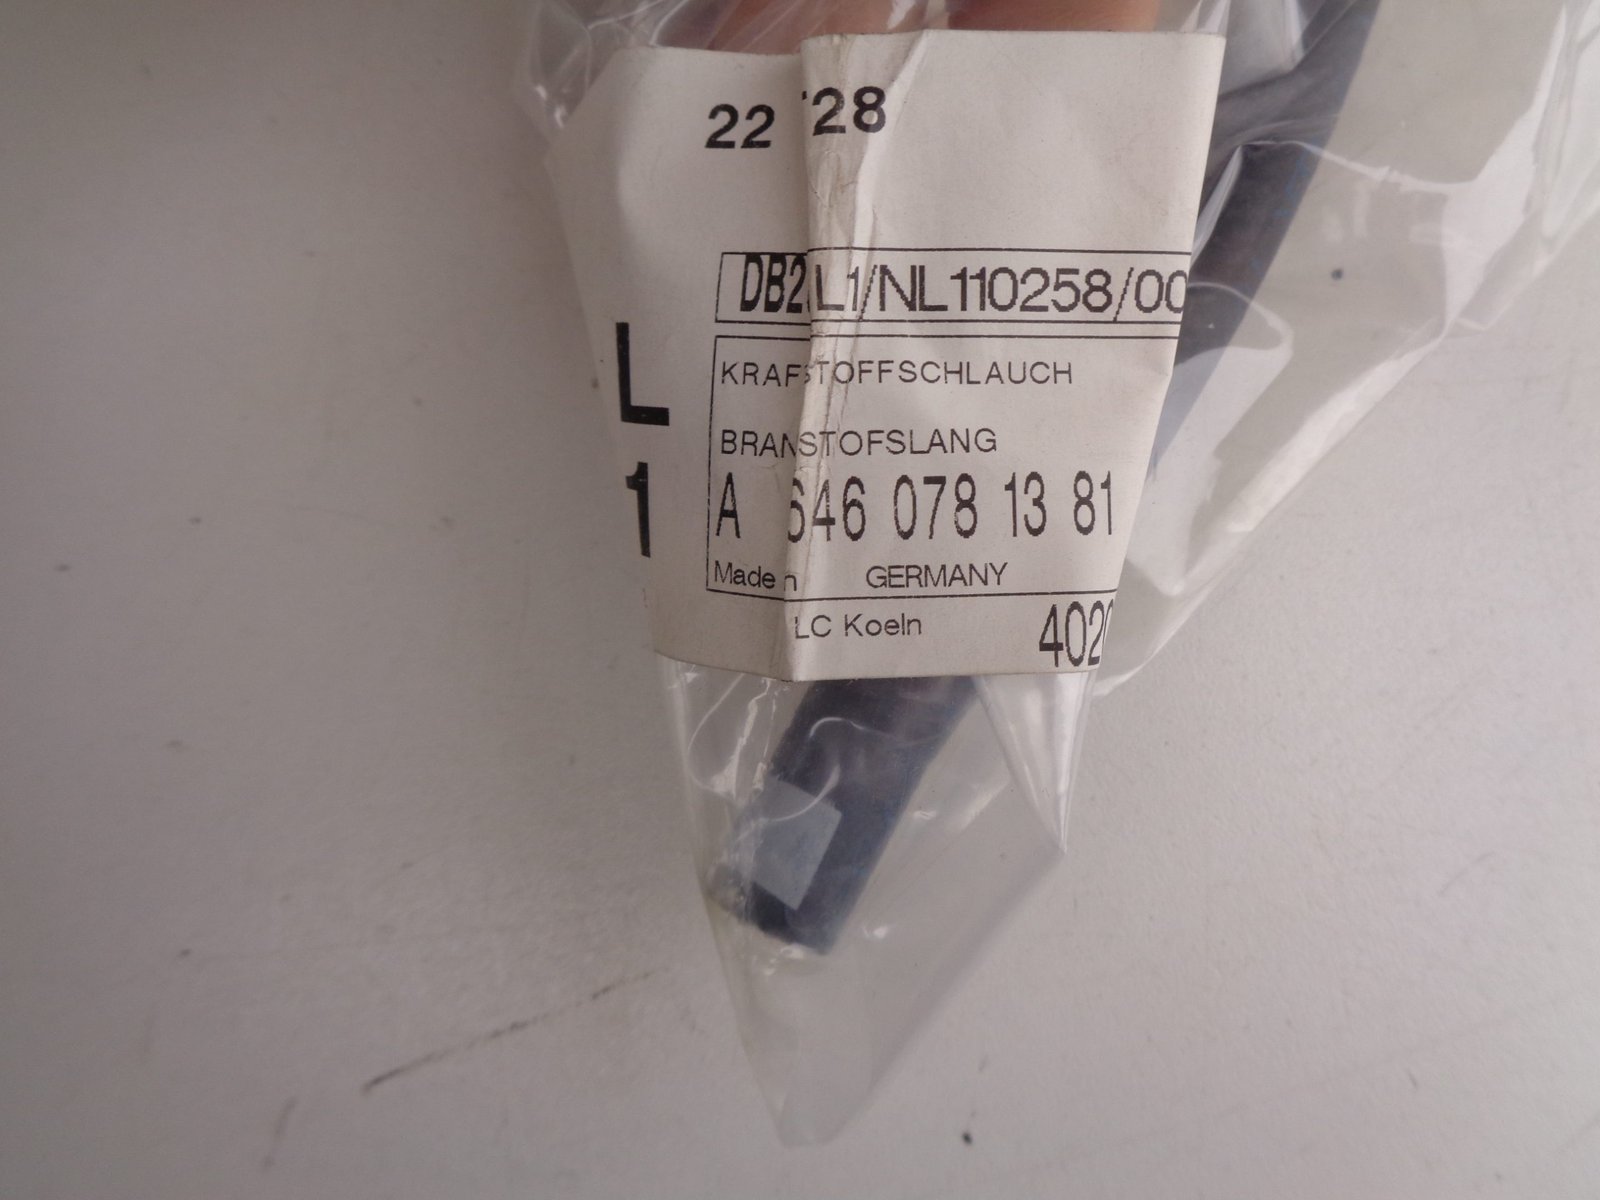 22 28
L 1
DB2 L1/NL110258/00
KRAFSTOFFSCHLAUCH
BRANSTOFSLANG
A 646 078 13 81
Made n GERMANY
LC Koeln 402